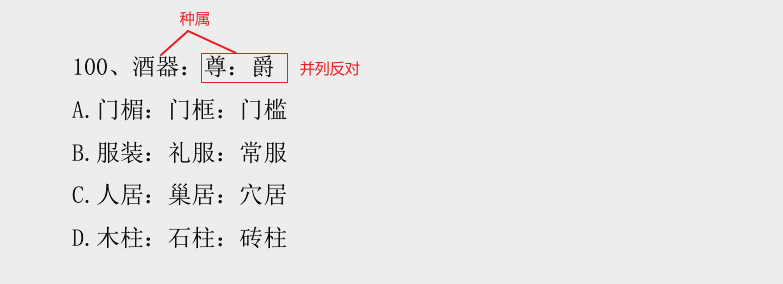 种属
100、酒器：尊：爵 并列反对
A.门楣：门框：门槛
B.服装：礼服：常服
C.人居：巢居：穴居
D.木柱：石柱：砖柱